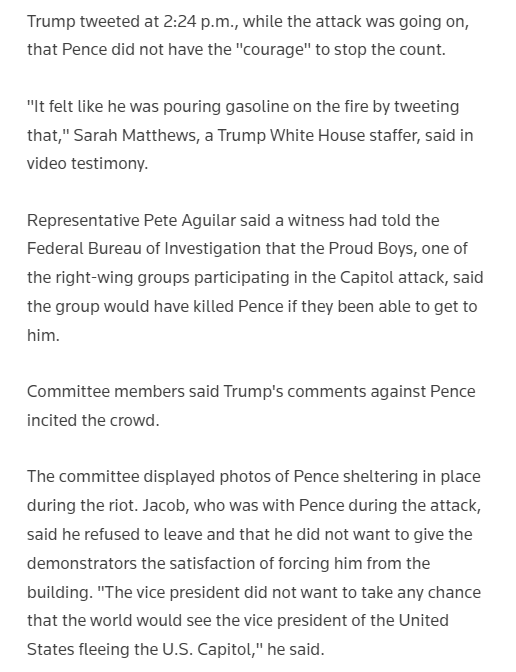 Trump tweeted at 2:24 p.m., while the attack was going on,
that Pence did not have the "courage" to stop the count.
"It felt like he was pouring gasoline on the fire by tweeting
that," Sarah Matthews, a Trump White House staffer, said in
video testimony.
Representative Pete Aguilar said a witness had told the
Federal Bureau of Investigation that the Proud Boys, one of
the right-wing groups participating in the Capitol attack, said
the group would have killed Pence if they been able to get to
him.
Committee members said Trump's comments against Pence
incited the crowd.
The committee displayed photos of Pence sheltering in place
during the riot. Jacob, who was with Pence during the attack,
said he refused to leave and that he did not want to give the
demonstrators the satisfaction of forcing him from the
building. "The vice president did not want to take any chance
that the world would see the vice president of the United
States fleeing the U.S. Capitol," he said.